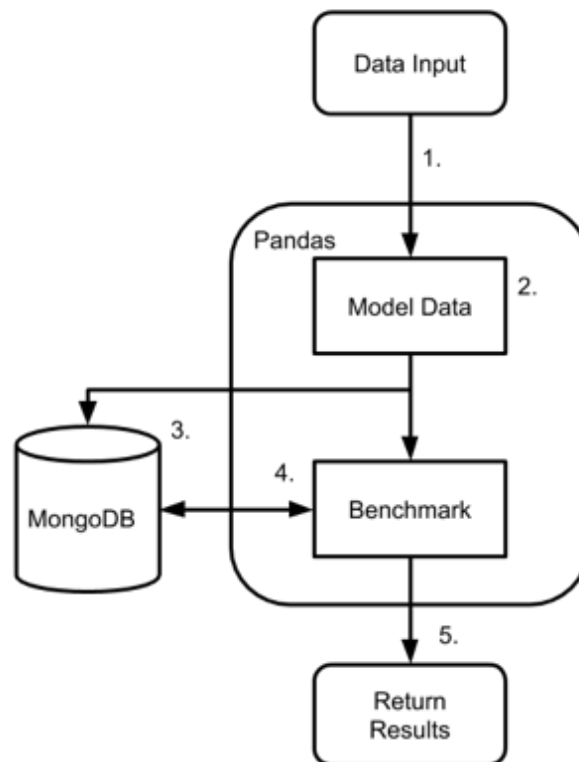 Data Input
1.
Pandas
Model Data
2.
3.
MongoDB
4.
Benchmark
5.
Return
Results